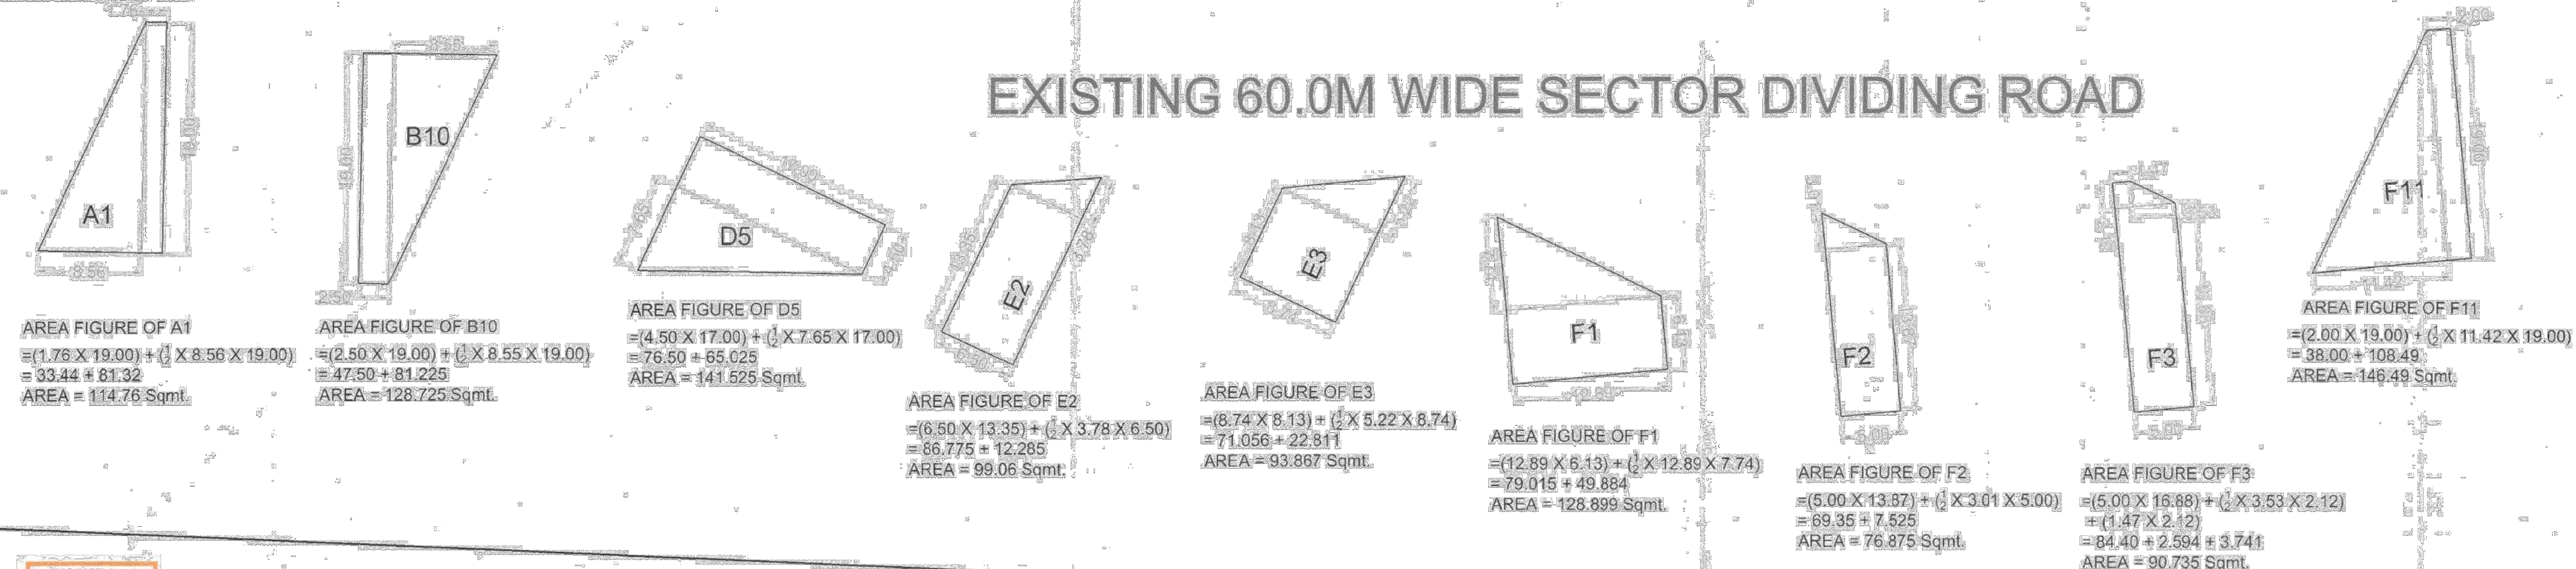 EXISTING 60.0M WIDE SECTOR DIVIDING ROAD
A1
8.56
AREA FIGURE OF A1
=(1.76 X 19.00) + (½ X 8.56 X 19.00)
= 33.44 + 81.32
AREA = 114.76 Sqmt.
8.55
B10
2.50
AREA FIGURE OF B10
=(2.50 X 19.00) + (½ X 8.55 X 19.00)
= 47.50 + 81.225
AREA = 128.725 Sqmt.
7.65
D5
AREA FIGURE OF D5
=(4.50 X 17.00) + (½ X 7.65 X 17.00)
= 76.50 + 65.025
AREA = 141.525 Sqmt.
3.78
E2
AREA FIGURE OF E2
=(6.50 X 13.35) + (½ X 3.78 X 6.50)
= 86.775 + 12.285
AREA = 99.06 Sqmt.
E3
AREA FIGURE OF E3
=(8.74 X 8.13) + (½ X 5.22 X 8.74)
= 71.056 + 22.811
AREA = 93.867 Sqmt.
F1
AREA FIGURE OF F1
=(12.89 X 6.13) + (½ X 12.89 X 7.74)
= 79.015 + 49.884
AREA = 128.899 Sqmt.
F2
5.00
AREA FIGURE OF F2
=(5.00 X 13.87) + (½ X 3.01 X 5.00)
= 69.35 + 7.525
AREA = 76.875 Sqmt.
F3
AREA FIGURE OF F3
=(5.00 X 16.88) + (½ X 3.53 X 2.12)
+ (1.47 X 2.12)
= 84.40 + 2.594 + 3.741
AREA = 90.735 Sqmt.
F11
AREA FIGURE OF F11
=(2.00 X 19.00) + (½ X 11.42 X 19.00)
= 38.00 + 108.49
AREA = 146.49 Sqmt.